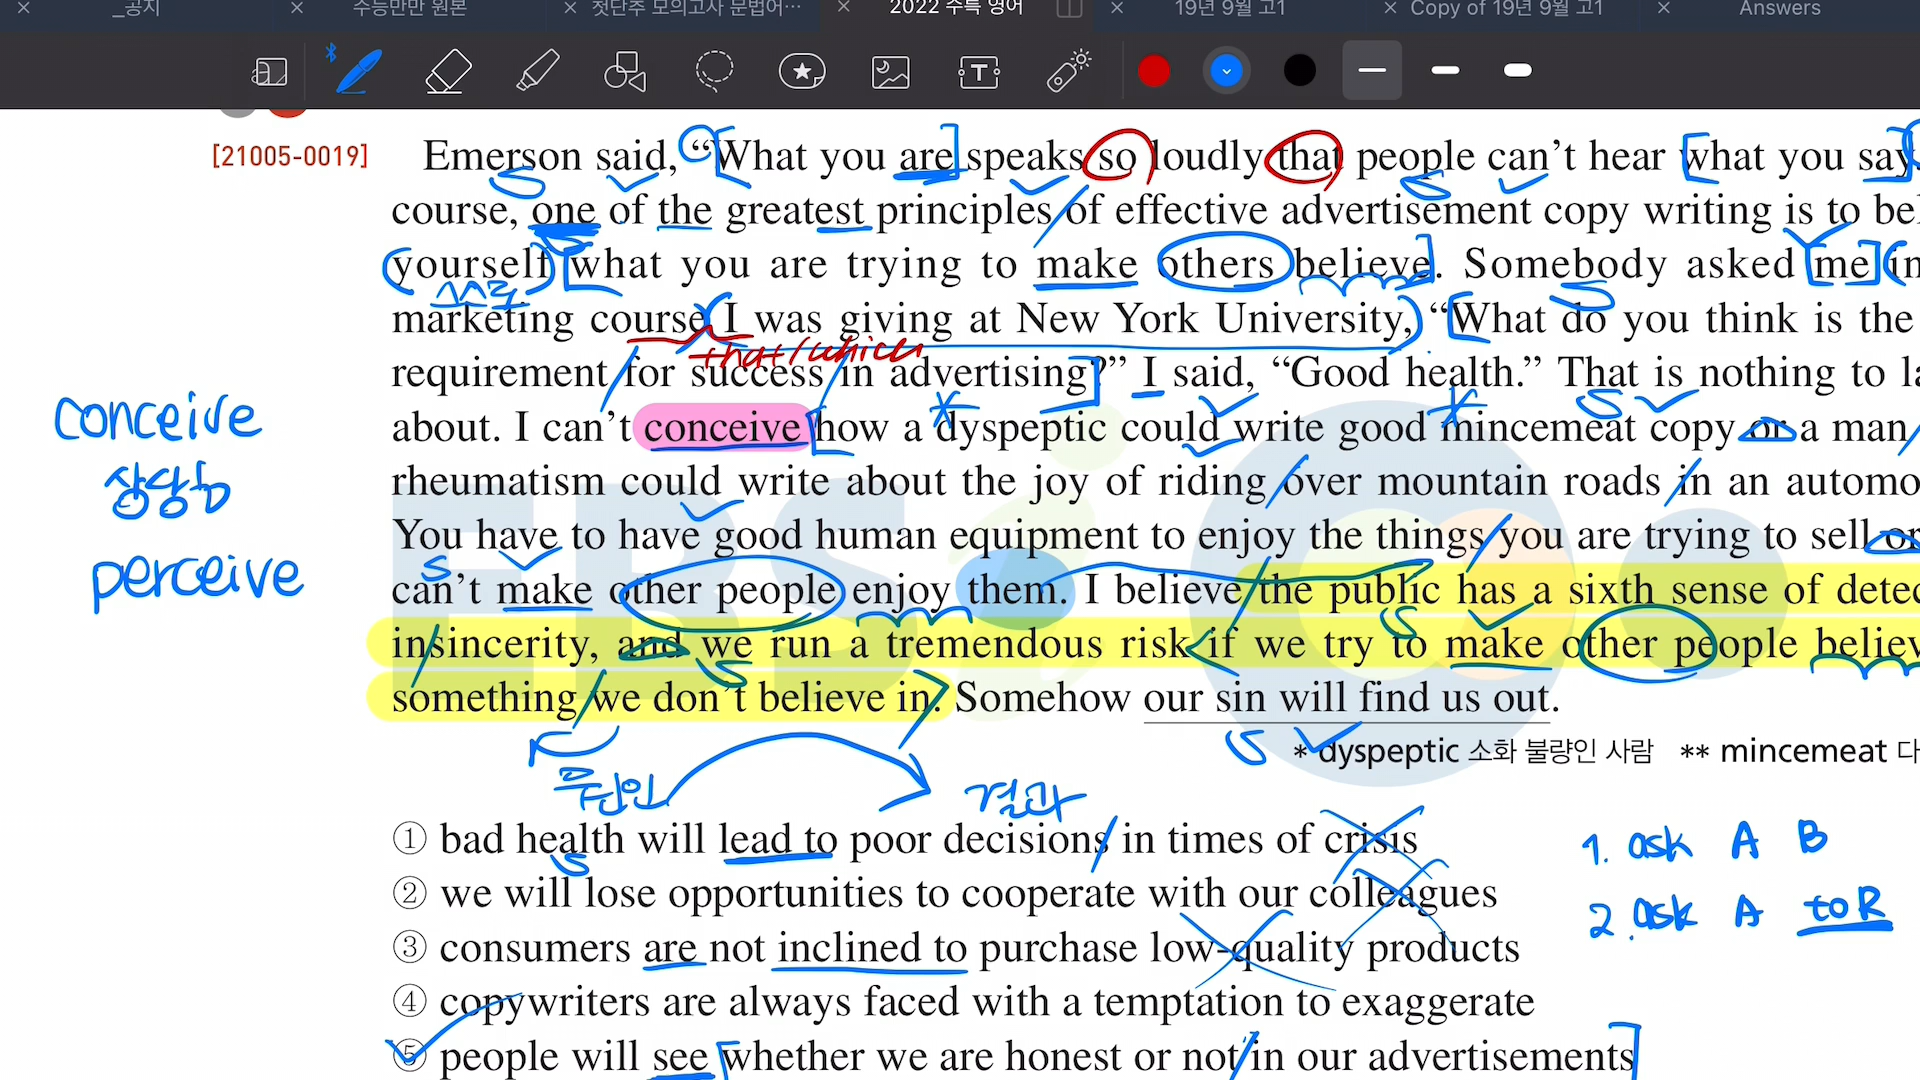 _공지 수능만만 원본 첫단추 모의고사 문법어… 2022 수특 영어 19년 9월 고1 Copy of 19년 9월 고1 Answers
[21005-0019] Emerson said, “What you are speaks so loudly that people can’t hear what you say
course, one of the greatest principles of effective advertisement copy writing is to be
yourself what you are trying to make others believe. Somebody asked me in
스스로
marketing course I was giving at New York University, “What do you think is the
that/which
requirement for success in advertising?” I said, “Good health.” That is nothing to
about. I can’t conceive how a *dyspeptic could write good *mincemeat copy or a man
conceive
상상하다
rheumatism could write about the joy of riding over mountain roads in an automo
You have to have good human equipment to enjoy the things you are trying to sell or
perceive
can’t make other people enjoy them. I believe the public has a sixth sense of detec
insincerity, and we run a tremendous risk if we try to make other people believ
something we don’t believe in. Somehow our sin will find us out.
* dyspeptic 소화 불량인 사람 ** mincemeat 다
결과
① bad health will lead to poor decisions in times of crisis
1. ask A B
② we will lose opportunities to cooperate with our colleagues
2. ask A to R
③ consumers are not inclined to purchase low-quality products
④ copywriters are always faced with a temptation to exaggerate
⑤ people will see whether we are honest or not in our advertisements